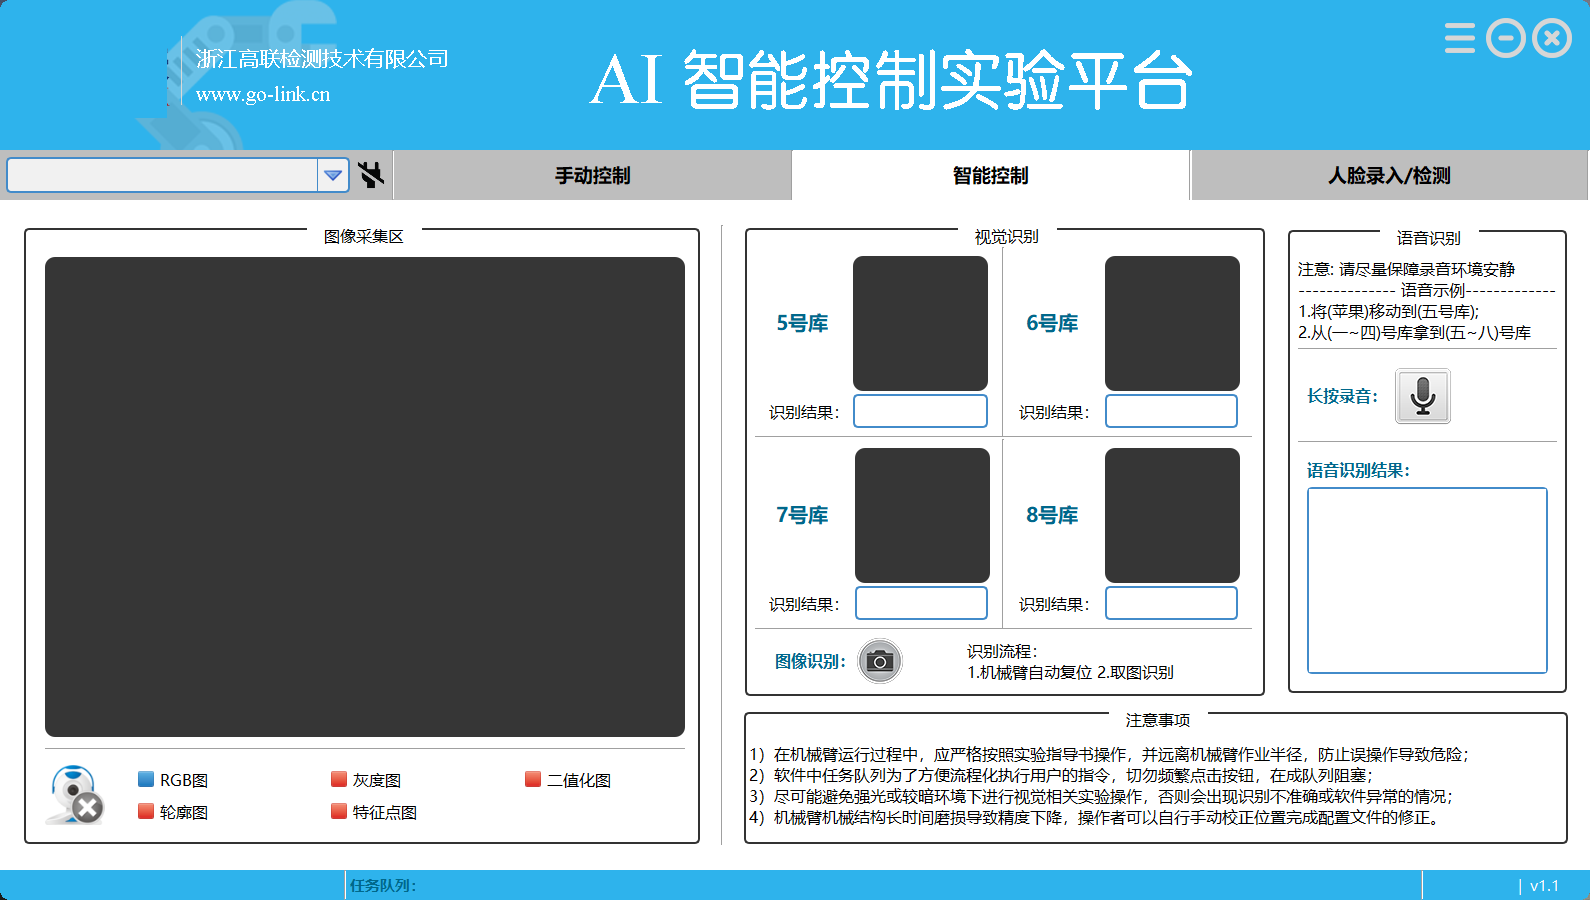 浙江高联检测技术有限公司
www.go-link.cn
AI 智能控制实验平台
手动控制
智能控制
人脸录入/检测
图像采集区
RGB图
灰度图
二值化图
轮廓图
特征点图
视觉识别
5号库
6号库
识别结果：
识别结果：
7号库
8号库
识别结果：
识别结果：
图像识别：
识别流程：
1.机械臂自动复位 2.取图识别
语音识别
注意: 请尽量保障录音环境安静
-------------- 语音示例-------------
1.将(苹果)移动到(五号库);
2.从(一~四)号库拿到(五~八)号库
长按录音：
语音识别结果：
注意事项
1）在机械臂运行过程中，应严格按照实验指导书操作，并远离机械臂作业半径，防止误操作导致危险；
2）软件中任务队列为了方便流程化执行用户的指令，切勿频繁点击按钮，在成队列阻塞；
3）尽可能避免强光或较暗环境下进行视觉相关实验操作，否则会出现识别不准确或软件异常的情况；
4）机械臂机械结构长时间磨损导致精度下降，操作者可以自行手动校正位置完成配置文件的修正。
任务队列：
| v1.1